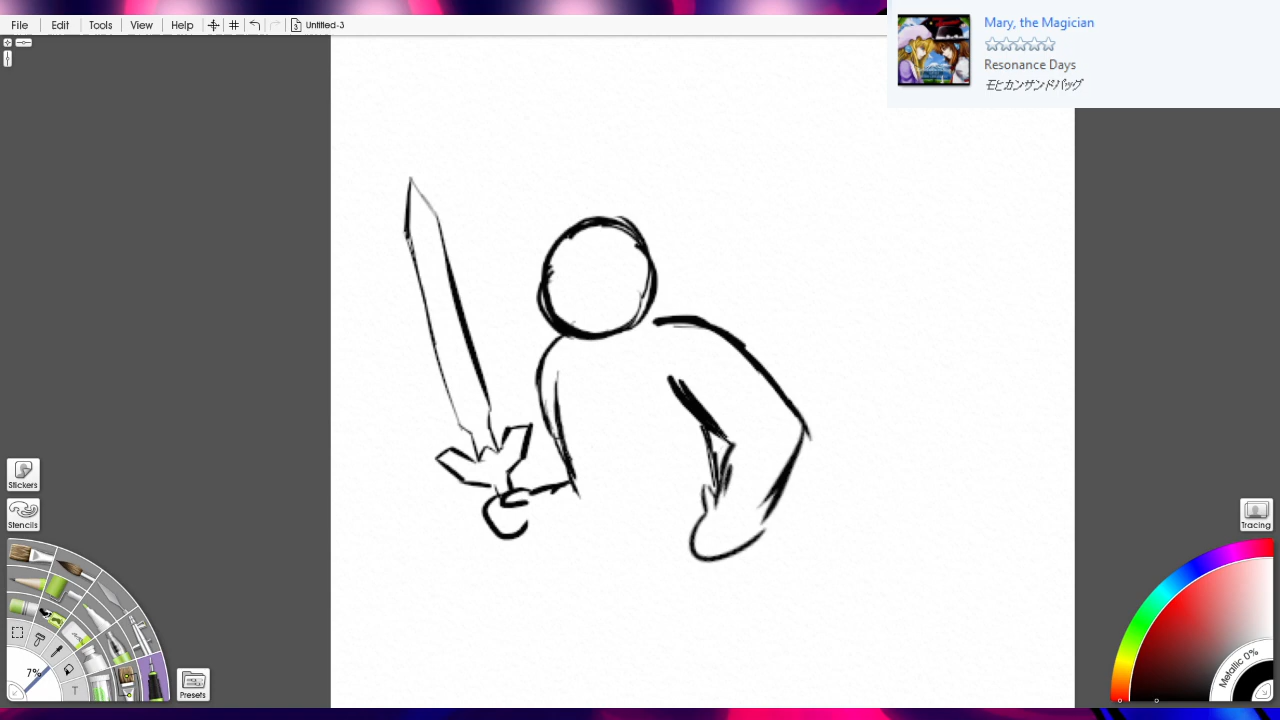 File Edit Tools View Help 3 Untitled-3
Mary, the Magician
Resonance Days
モヒカンサンドバッグ
Stickers
Stencils
Tracing
7%
T
Presets
Metallic 0%